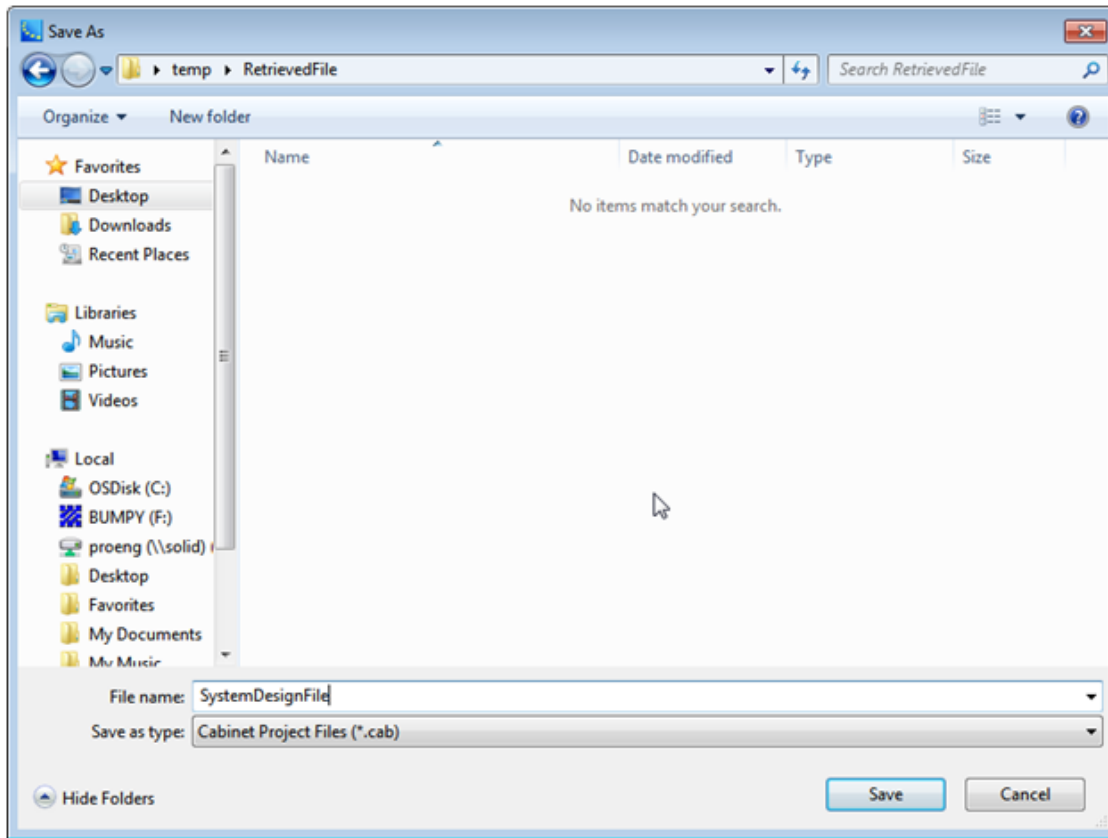 Save As
temp RetrievedFile Search RetrievedFile
Organize New folder
Name Date modified Type Size
No items match your search.
Favorites
Desktop
Downloads
Recent Places
Libraries
Music
Pictures
Videos
Local
OSDisk (C:)
BUMPY (F:)
proeng (\\solid)
Desktop
Favorites
My Documents
My Music
File name: SystemDesignFile
Save as type: Cabinet Project Files (*.cab)
Hide Folders Save Cancel